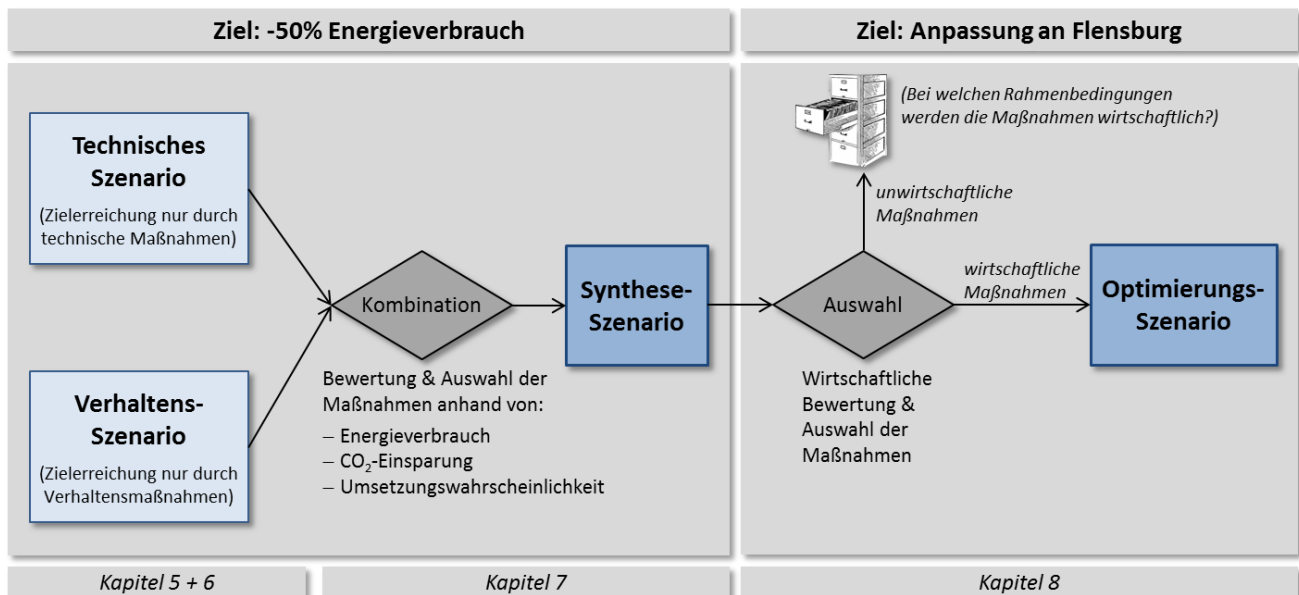 Ziel: -50% Energieverbrauch
Ziel: Anpassung an Flensburg
Technisches
Szenario
(Zielerreichung nur durch
technische Maßnahmen)
Verhaltens-
Szenario
(Zielerreichung nur durch
Verhaltensmaßnahmen)
Kombination
Bewertung & Auswahl der
Maßnahmen anhand von:
– Energieverbrauch
– CO₂-Einsparung
– Umsetzungswahrscheinlichkeit
Synthese-
Szenario
(Bei welchen Rahmenbedingungen
werden die Maßnahmen wirtschaftlich?)
unwirtschaftliche
Maßnahmen
Auswahl
Wirtschaftliche
Bewertung &
Auswahl der
Maßnahmen
wirtschaftliche
Maßnahmen
Optimierungs-
Szenario
Kapitel 5 + 6
Kapitel 7
Kapitel 8